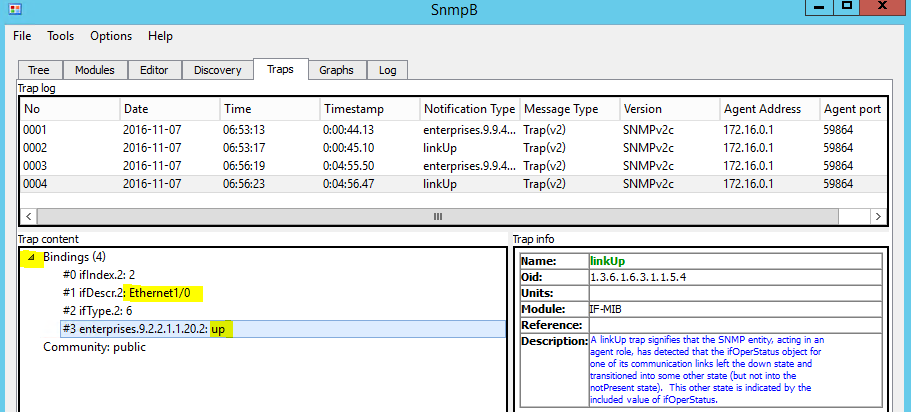 SnmpB
File Tools Options Help
Tree Modules Editor Discovery Traps Graphs Log
Trap log
No Date Time Timestamp Notification Type Message Type Version Agent Address Agent port
0001 2016-11-07 06:53:13 0:00:44.13 enterprises.9.9.4... Trap(v2) SNMPv2c 172.16.0.1 59864
0002 2016-11-07 06:53:17 0:00:45.10 linkUp Trap(v2) SNMPv2c 172.16.0.1 59864
0003 2016-11-07 06:56:19 0:04:55.50 enterprises.9.9.4... Trap(v2) SNMPv2c 172.16.0.1 59864
0004 2016-11-07 06:56:23 0:04:56.47 linkUp Trap(v2) SNMPv2c 172.16.0.1 59864
Trap content
Bindings (4)
#0 ifIndex.2: 2
#1 ifDescr.2: Ethernet1/0
#2 ifType.2: 6
#3 enterprises.9.2.2.1.1.20.2: up
Community: public
Trap info
Name: linkUp
Oid: 1.3.6.1.6.3.1.1.5.4
Units:
Module: IF-MIB
Reference:
Description: A linkUp trap signifies that the SNMP entity, acting in an
agent role, has detected that the ifOperStatus object for
one of its communication links left the down state and
transitioned into some other state (but not into the
notPresent state). This other state is indicated by the
included value of ifOperStatus.